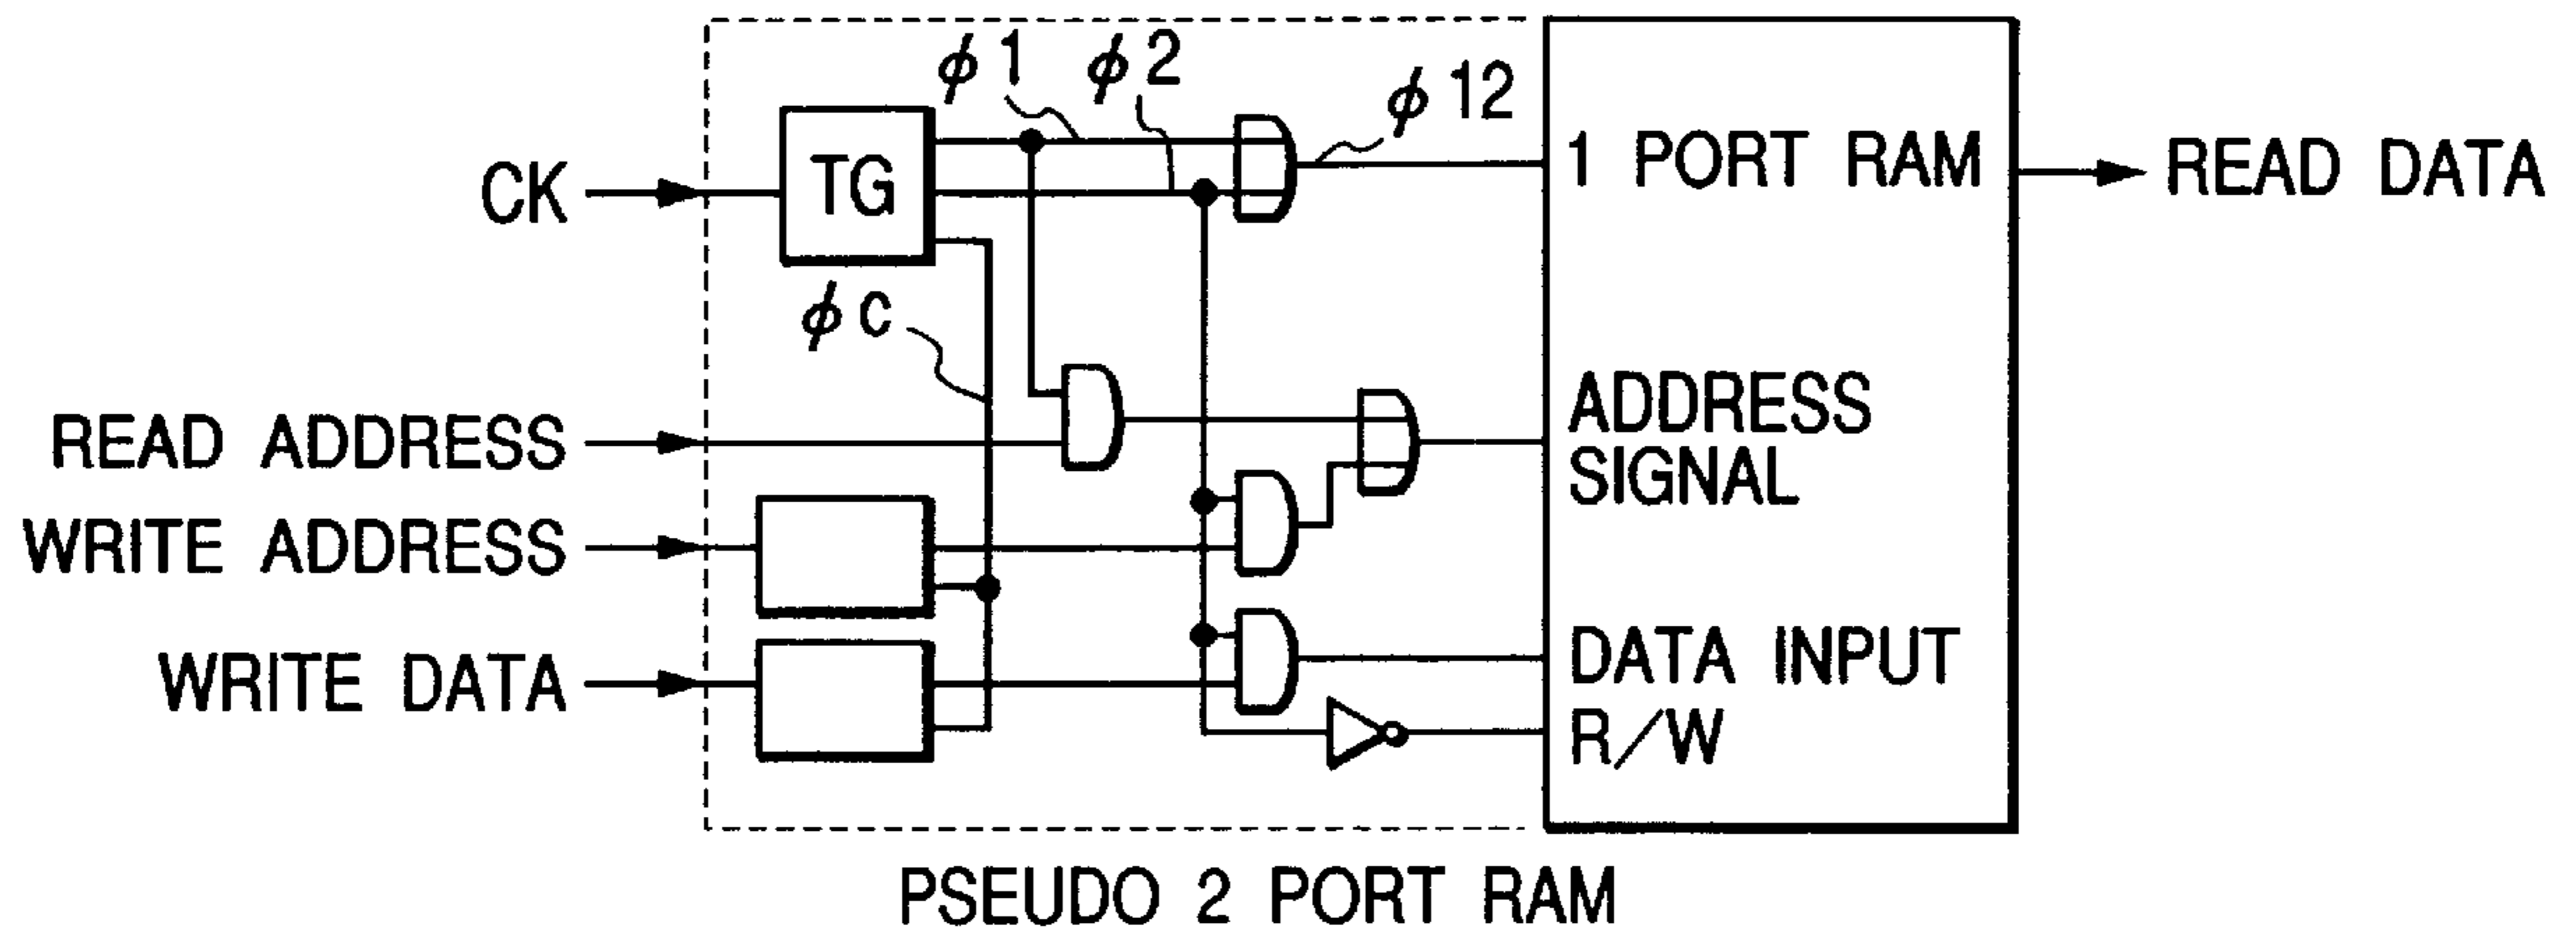 φ1
φ2
φ12
CK
TG
1 PORT RAM
READ DATA
φc
READ ADDRESS
ADDRESS
SIGNAL
WRITE ADDRESS
WRITE DATA
DATA INPUT
R/W
PSEUDO 2 PORT RAM